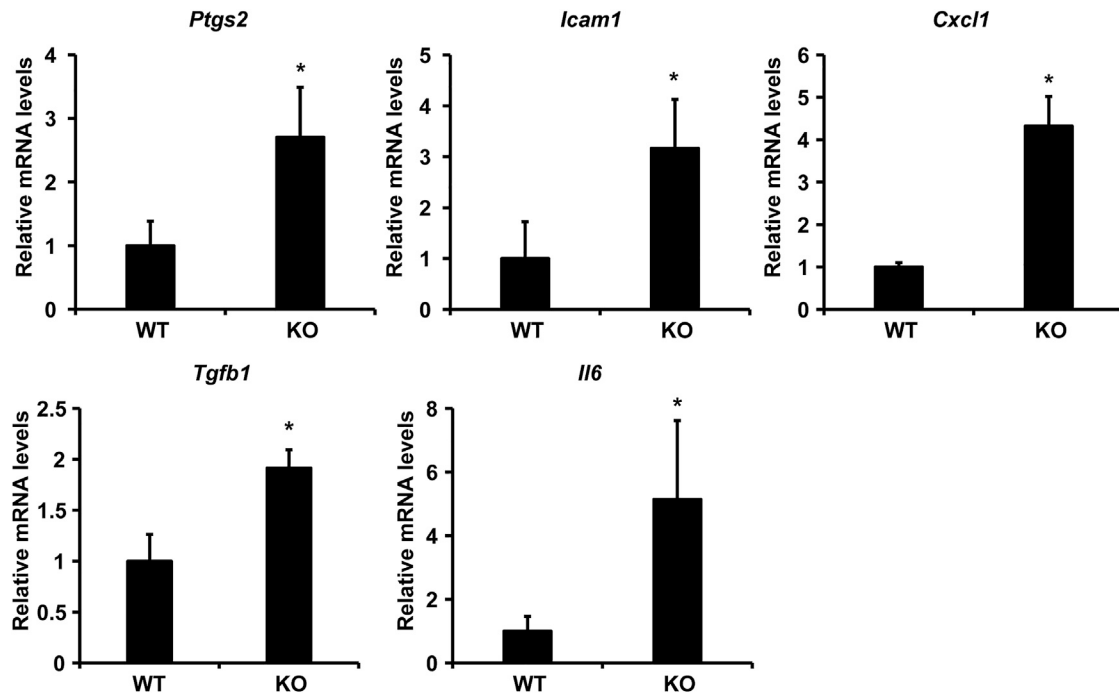 Ptgs2
Relative mRNA levels
4
3
2
1
0
*
WT KO
Icam1
Relative mRNA levels
5
4
3
2
1
0
*
WT KO
Cxcl1
Relative mRNA levels
6
5
4
3
2
1
0
*
WT KO
Tgfb1
Relative mRNA levels
2.5
2
1.5
1
0.5
0
*
WT KO
Il6
Relative mRNA levels
8
6
4
2
0
*
WT KO